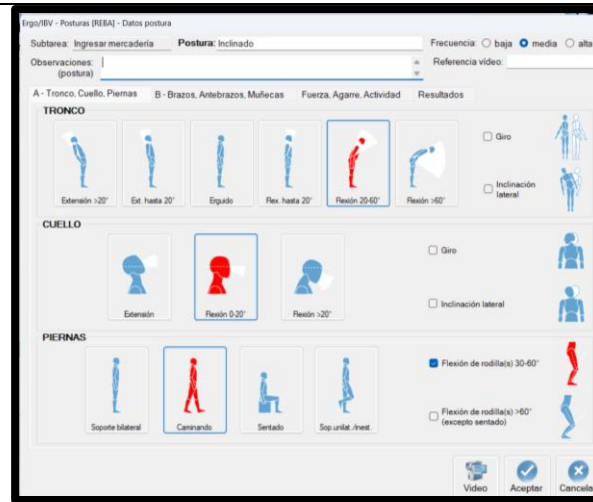 Ergo/IBV - Posturas [REBA] - Datos postura
Subtarea: Ingresar mercadería Postura: Inclinado Frecuencia: baja media alta
Observaciones: Referencia vídeo:
(postura)
A - Tronco, Cuello, Piernas B - Brazos, Antebrazos, Muñecas Fuerza, Agarre, Actividad Resultados
TRONCO
Giro
Inclinación
lateral
Extensión >20° Ext. hasta 20° Erguido Flex. hasta 20° Flexión 20-60° Flexión >60°
CUELLO
Giro
Inclinación lateral
Extensión Flexión 0-20° Flexión >20°
PIERNAS
Flexión de rodilla(s) 30-60°
Flexión de rodilla(s) >60°
(excepto sentado)
Soporte bilateral Caminando Sentado Sop.unilat./inest.
Video Aceptar Cancela